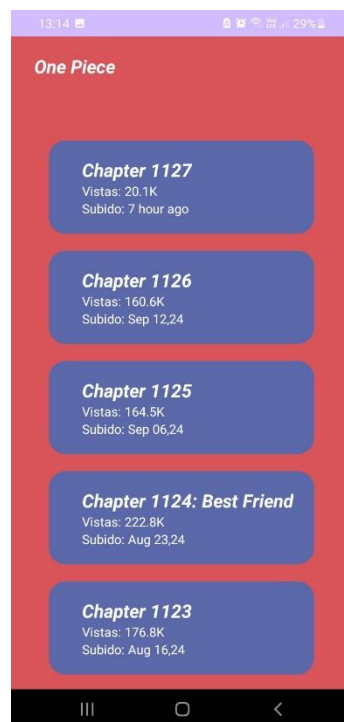 13:14
29%
One Piece
Chapter 1127
Vistas: 20.1K
Subido: 7 hour ago
Chapter 1126
Vistas: 160.6K
Subido: Sep 12,24
Chapter 1125
Vistas: 164.5K
Subido: Sep 06,24
Chapter 1124: Best Friend
Vistas: 222.8K
Subido: Aug 23,24
Chapter 1123
Vistas: 176.8K
Subido: Aug 16,24